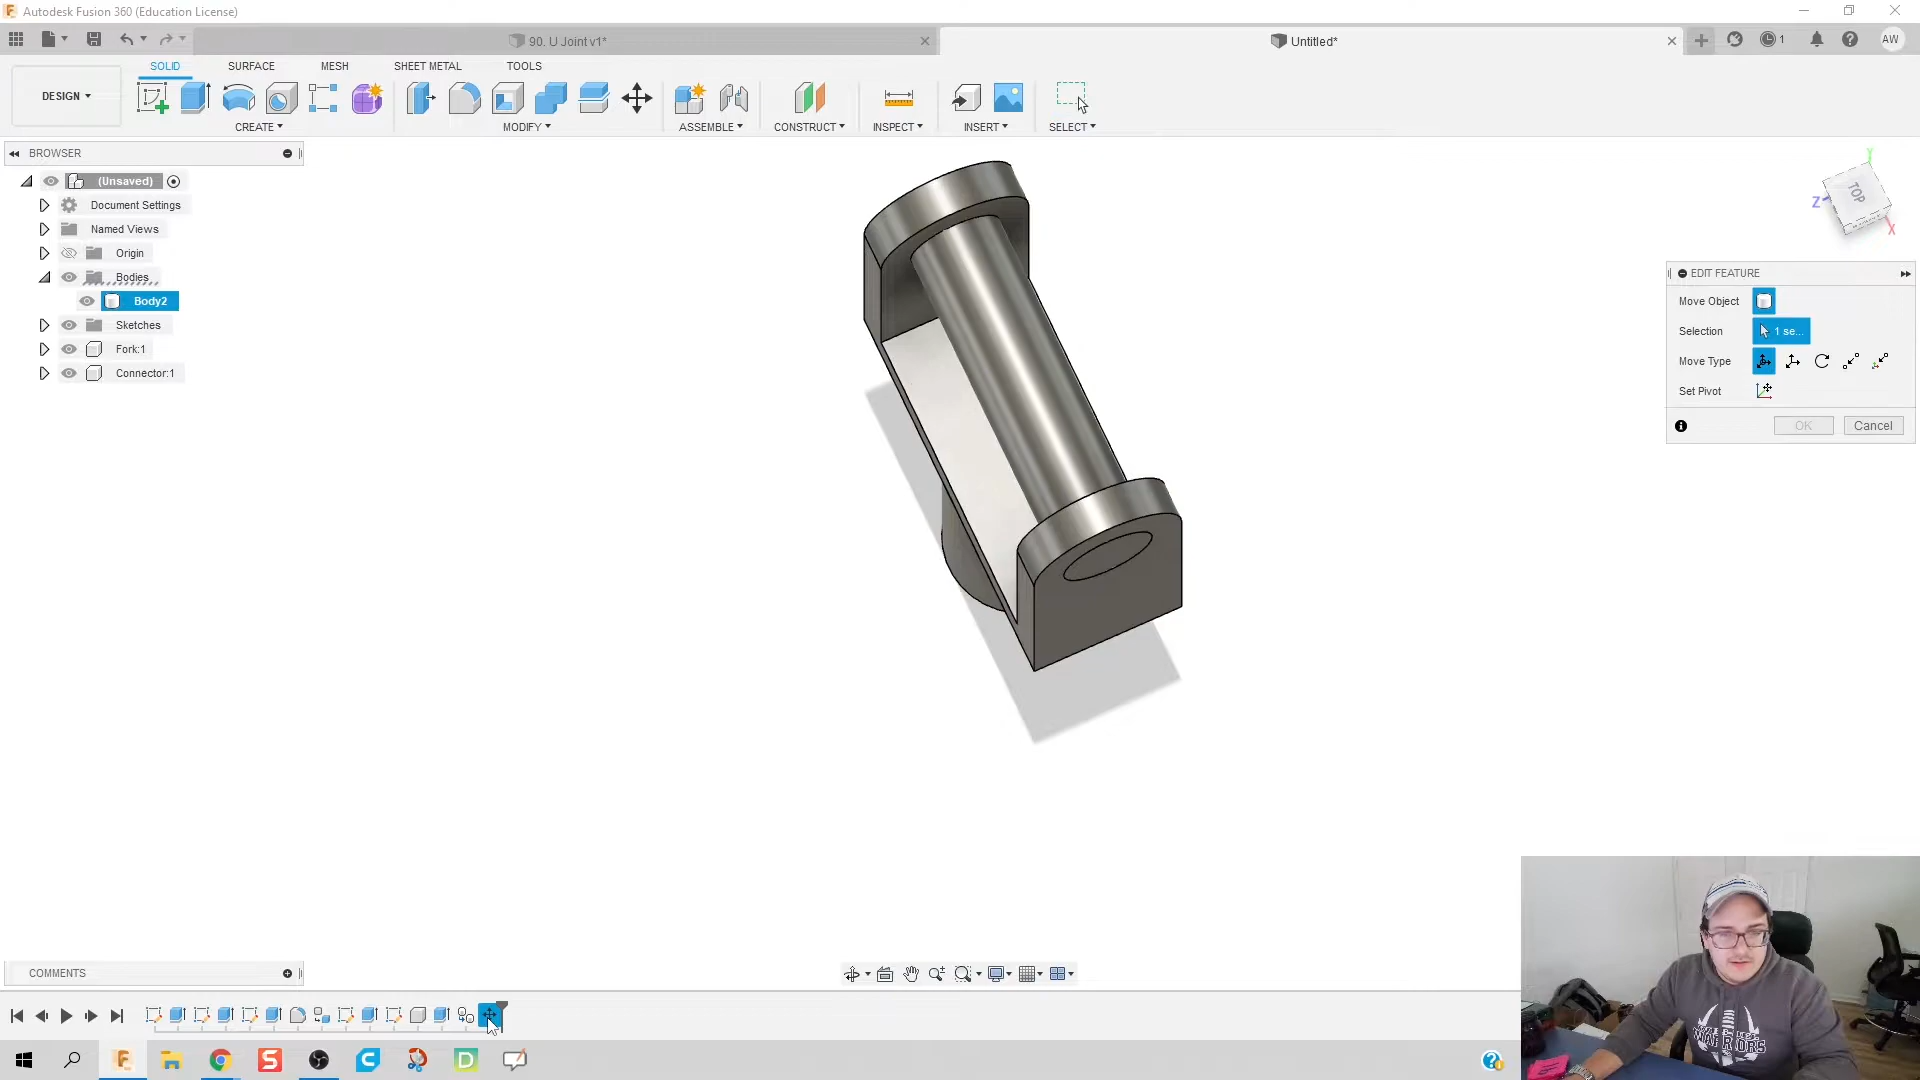 Autodesk Fusion 360 (Education License)
90. U Joint v1*
Untitled*
1
AW
DESIGN
SOLID
SURFACE
MESH
SHEET METAL
TOOLS
CREATE
MODIFY
ASSEMBLE
CONSTRUCT
INSPECT
INSERT
SELECT
BROWSER
(Unsaved)
Document Settings
Named Views
Origin
Bodies
Body2
Sketches
Fork:1
Connector:1
Y
TOP
Z
X
EDIT FEATURE
Move Object
Selection
1 se...
Move Type
Set Pivot
OK
Cancel
COMMENTS
WARRIORS